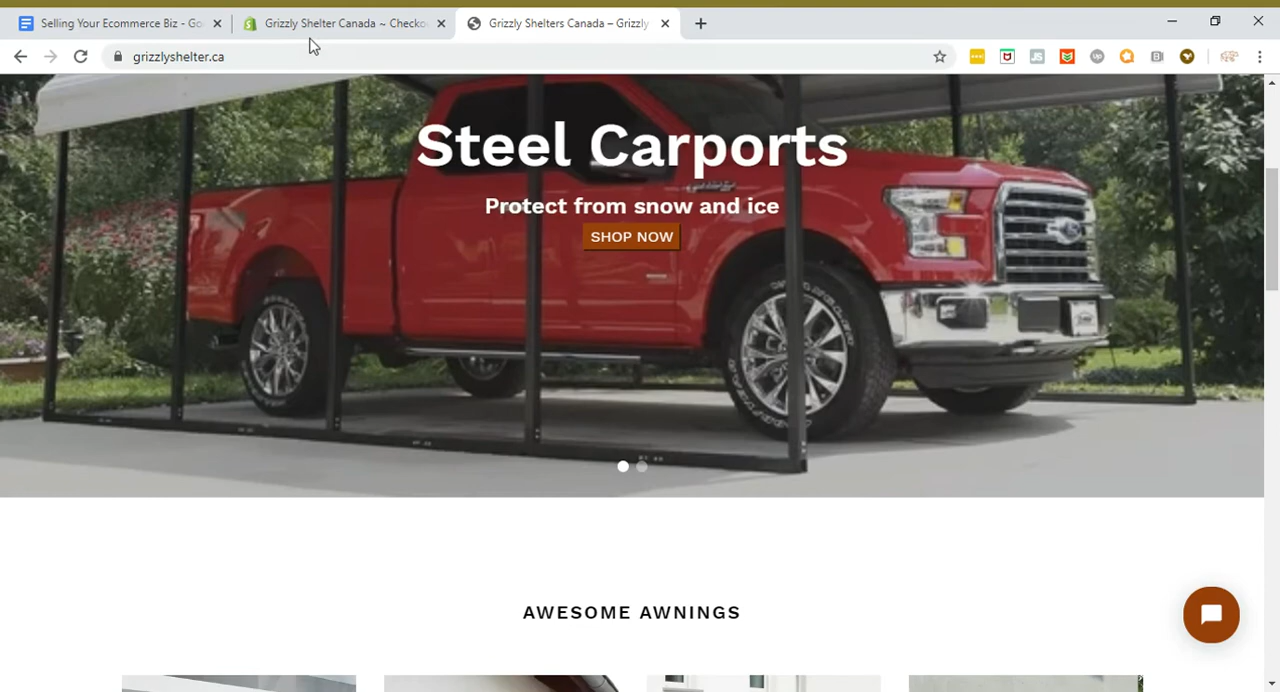 Selling Your Ecommerce Biz - Go
Grizzly Shelter Canada ~ Checko
Grizzly Shelters Canada – Grizzly
grizzlyshelter.ca
Steel Carports
Protect from snow and ice
SHOP NOW
AWESOME AWNINGS